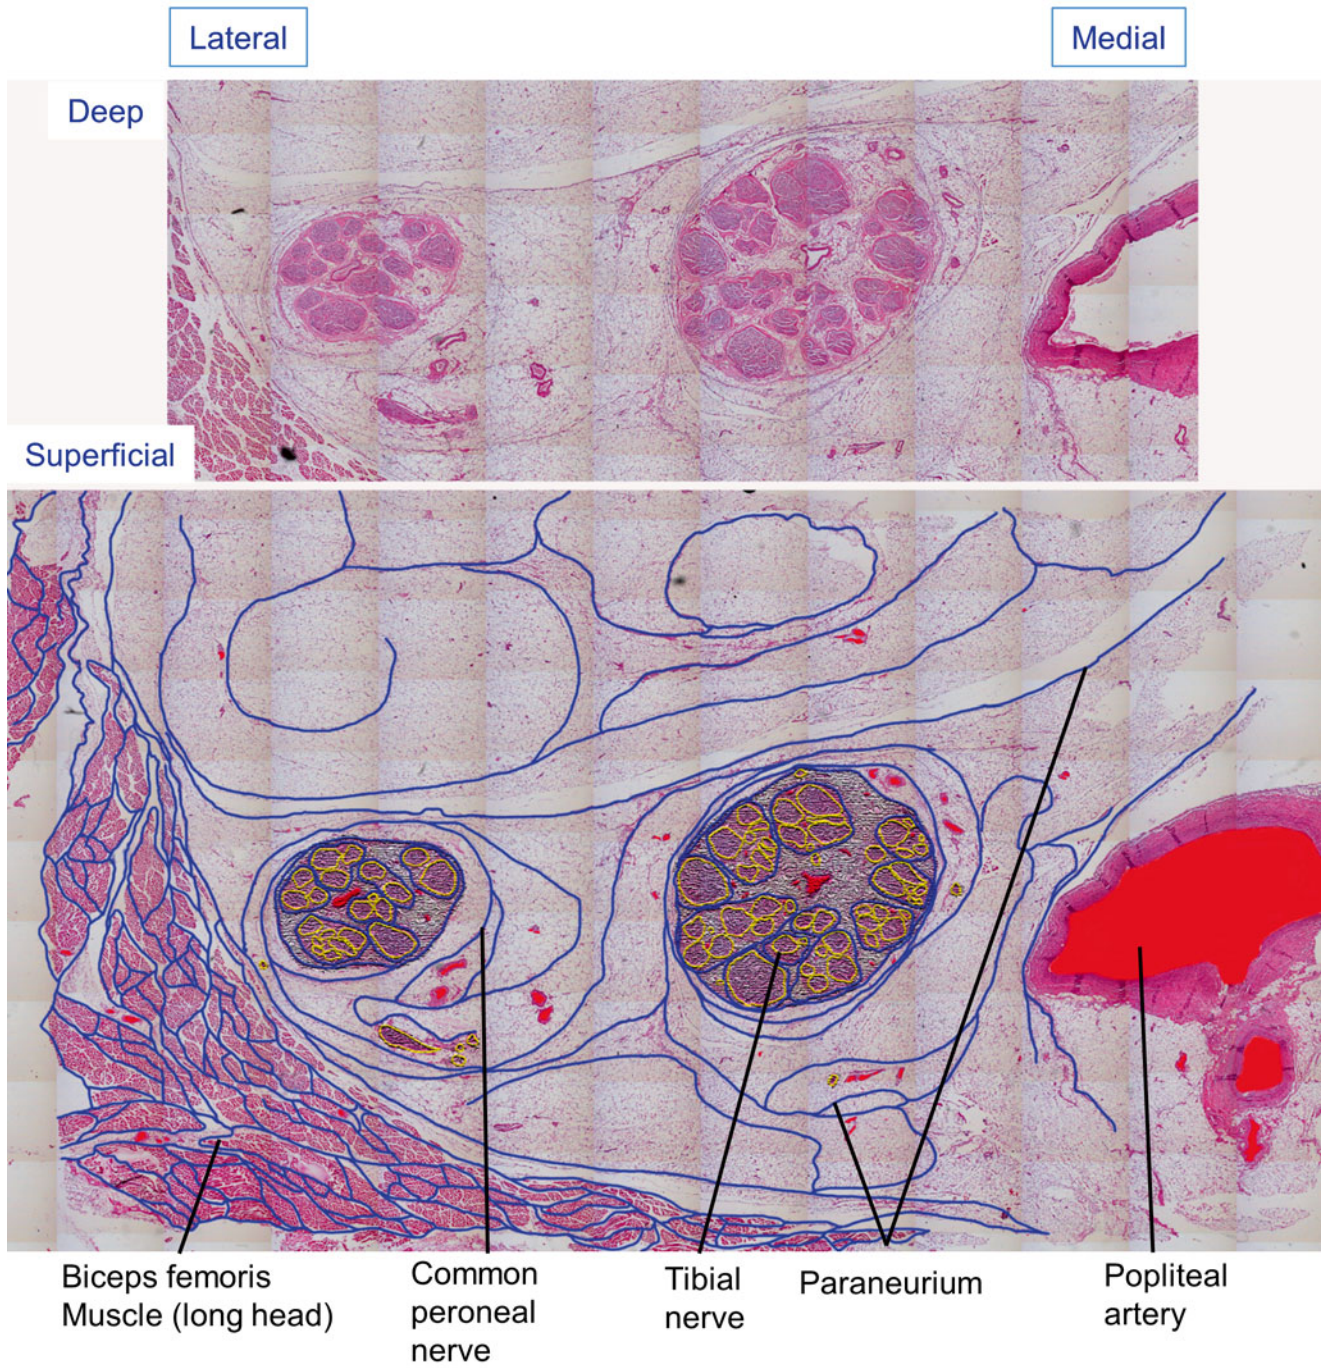 Lateral
Medial
Deep
Superficial
Biceps femoris
Muscle (long head)
Common
peroneal
nerve
Tibial
nerve
Paraneurium
Popliteal
artery